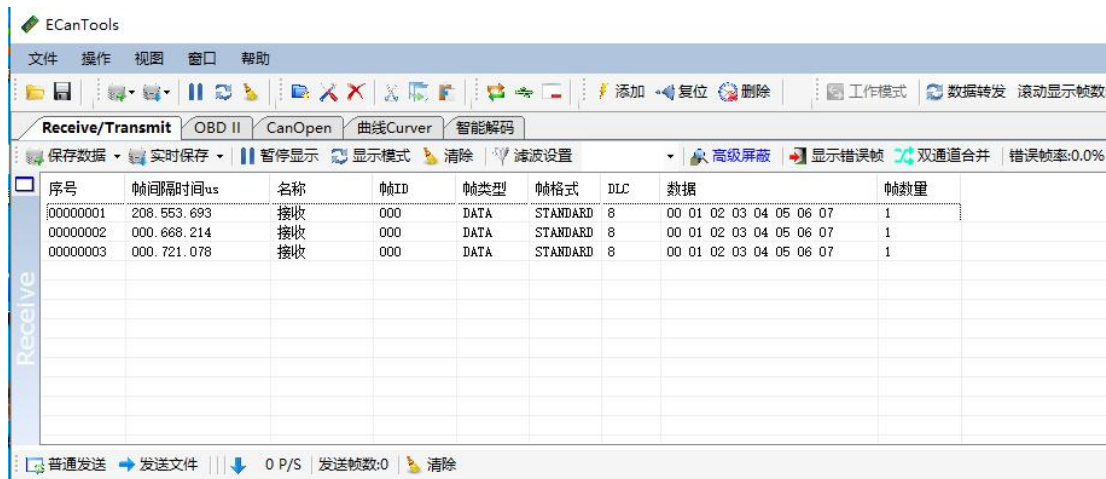 ECanTools
文件 操作 视图 窗口 帮助
添加 复位 删除 工作模式 数据转发 滚动显示帧数
Receive/Transmit OBD II CanOpen 曲线Curver 智能解码
保存数据 实时保存 暂停显示 显示模式 清除 滤波设置 高级屏蔽 显示错误帧 双通道合并 错误帧率:0.0%
序号 帧间隔时间us 名称 帧ID 帧类型 帧格式 DLC 数据 帧数量
00000001 208.553.693 接收 000 DATA STANDARD 8 00 01 02 03 04 05 06 07 1
00000002 000.668.214 接收 000 DATA STANDARD 8 00 01 02 03 04 05 06 07 1
00000003 000.721.078 接收 000 DATA STANDARD 8 00 01 02 03 04 05 06 07 1
Receive
普通发送 发送文件 0 P/S 发送帧数:0 清除